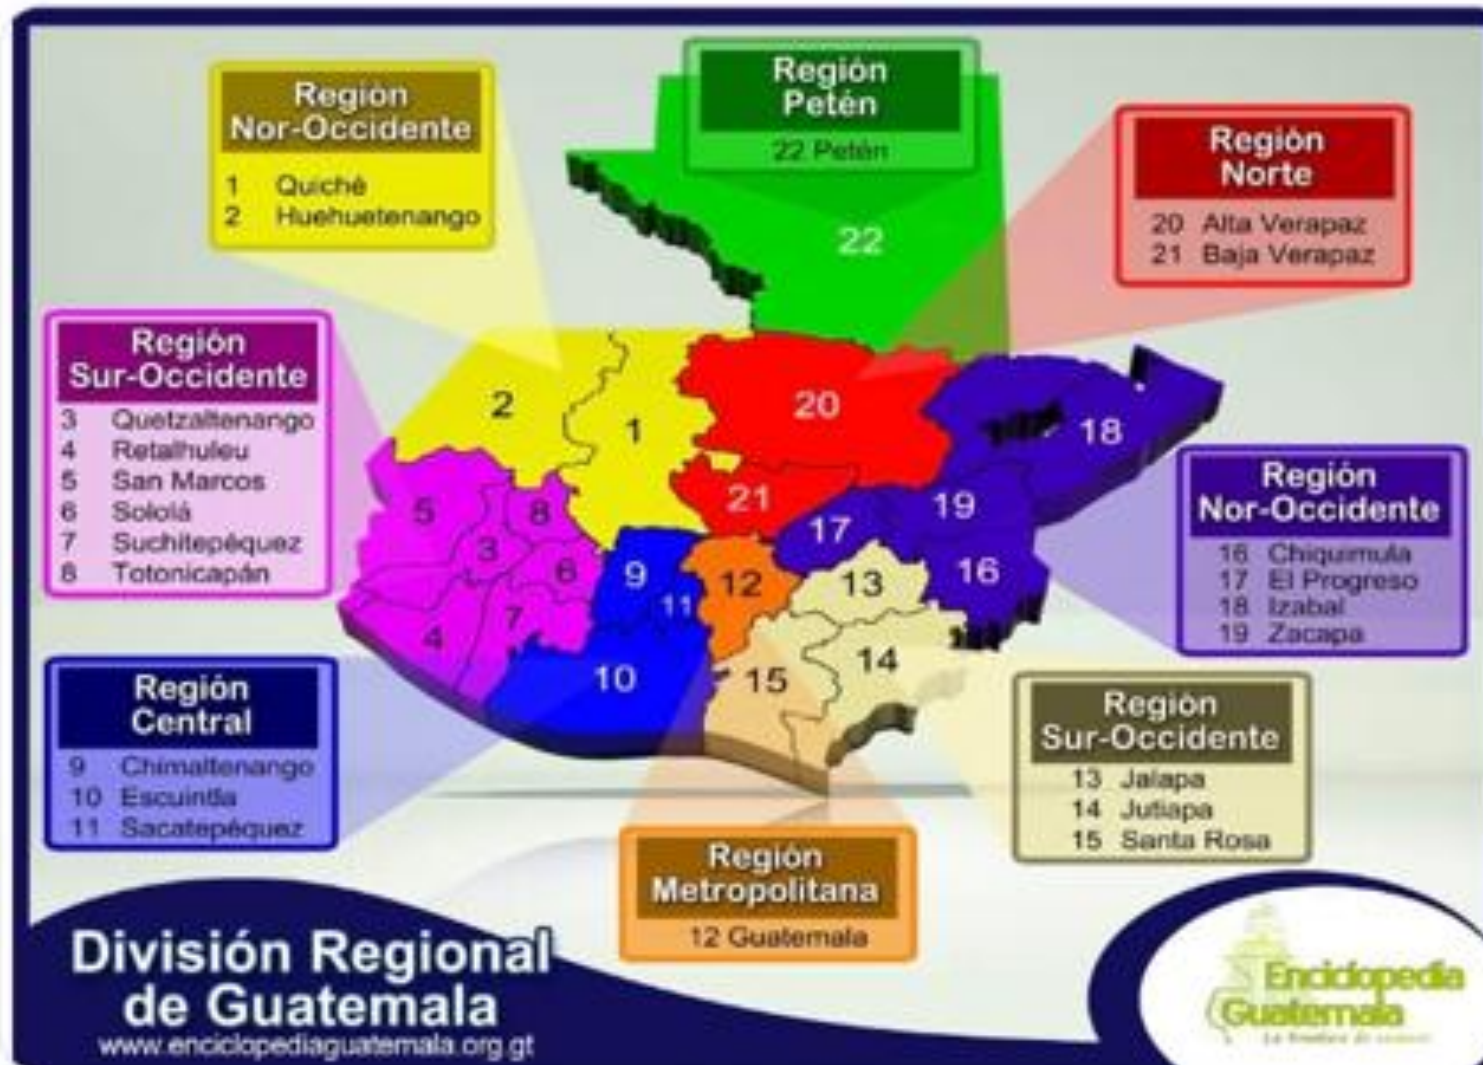 Región
Nor-Occidente
1 Quiché
2 Huehuetenango
Región
Petén
22 Petén
Región
Norte
20 Alta Verapaz
21 Baja Verapaz
Región
Sur-Occidente
3 Quetzaltenango
4 Retalhuleu
5 San Marcos
6 Sololá
7 Suchitepéquez
8 Totonicapán
22
2
1
20
18
21
19
17
5
8
3
6
9
11
12
13
16
4
7
10
15
14
Región
Nor-Occidente
16 Chiquimula
17 El Progreso
18 Izabal
19 Zacapa
Región
Central
9 Chimaltenango
10 Escuintla
11 Sacatepéquez
Región
Sur-Occidente
13 Jalapa
14 Jutiapa
15 Santa Rosa
Región
Metropolitana
12 Guatemala
División Regional
de Guatemala
www.enciclopediaguatemala.org.gt
Enciclopedia
Guatemala